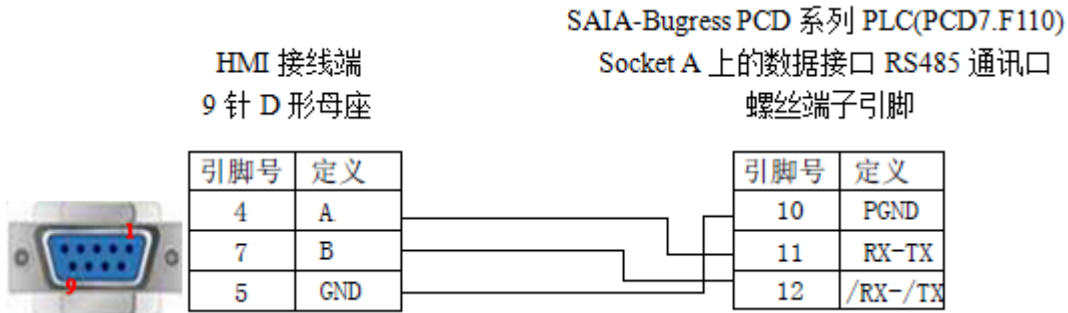 SAIA-Bugress PCD 系列 PLC(PCD7.F110)
HMI 接线端
Socket A 上的数据接口 RS485 通讯口
9 针 D 形母座
螺丝端子引脚
引脚号 定义
4 A
7 B
5 GND
引脚号 定义
10 PGND
11 RX-TX
12 /RX-/TX
1
9